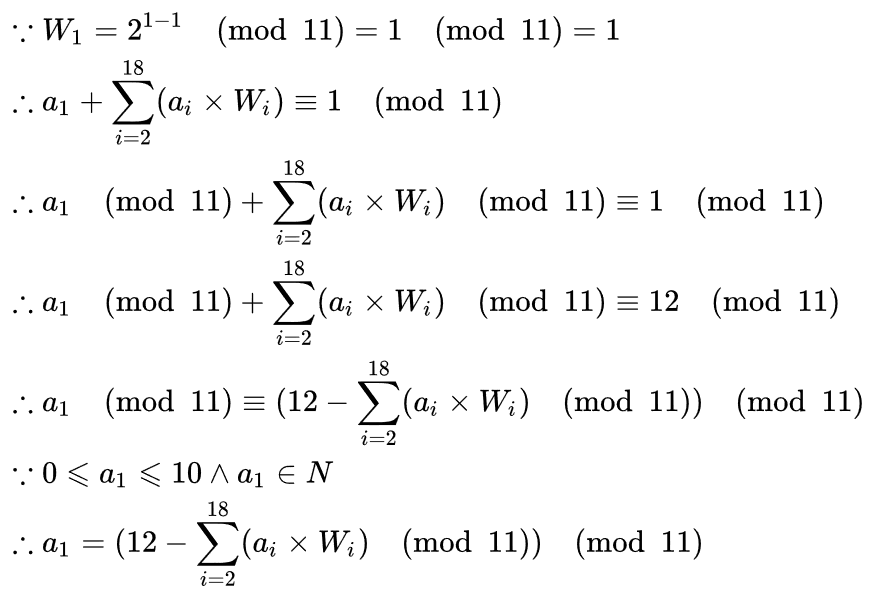 ∵ W₁ = 2¹⁻¹ (mod 11) = 1 (mod 11) = 1
∴ a₁ + ∑_{i=2}^{18} (aᵢ × Wᵢ) ≡ 1 (mod 11)
∴ a₁ (mod 11) + ∑_{i=2}^{18} (aᵢ × Wᵢ) (mod 11) ≡ 1 (mod 11)
∴ a₁ (mod 11) + ∑_{i=2}^{18} (aᵢ × Wᵢ) (mod 11) ≡ 12 (mod 11)
∴ a₁ (mod 11) ≡ (12 − ∑_{i=2}^{18} (aᵢ × Wᵢ) (mod 11)) (mod 11)
∵ 0 ⩽ a₁ ⩽ 10 ∧ a₁ ∈ N
∴ a₁ = (12 − ∑_{i=2}^{18} (aᵢ × Wᵢ) (mod 11)) (mod 11)